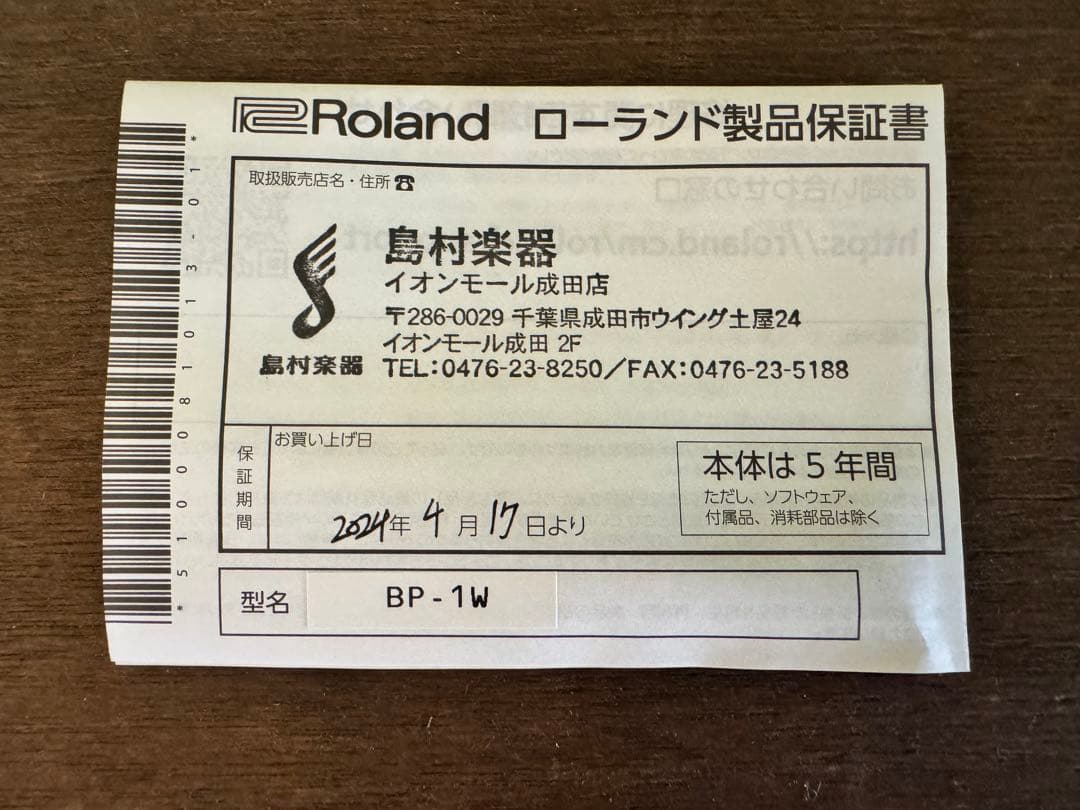 Roland ローランド製品保証書
取扱販売店名・住所☎
島村楽器
イオンモール成田店
〒286-0029 千葉県成田市ウイング土屋24
イオンモール成田 2F
島村楽器 TEL:0476-23-8250/FAX:0476-23-5188
保証期間
お買い上げ日
2024年 4月17日より
本体は5年間
ただし、ソフトウェア、
付属品、消耗部品は除く
型名 BP-1W